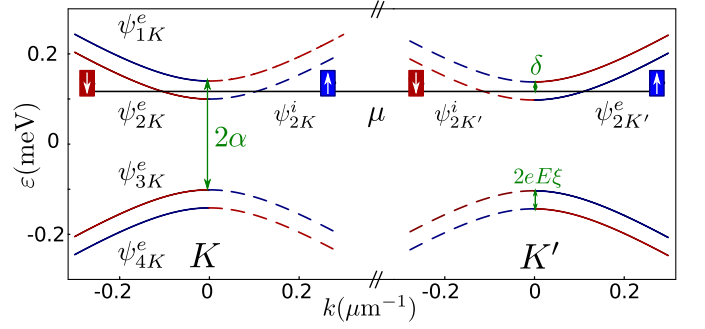 ψ^e_{1K}
0.2
δ
ψ^e_{2K} ψ^i_{2K} μ ψ^i_{2K'} ψ^e_{2K'}
ε(meV)
0
2α
ψ^e_{3K}
2eEξ
-0.2
ψ^e_{4K}
K K'
-0.2 0 0.2 -0.2 0 0.2
k(μm^{-1})